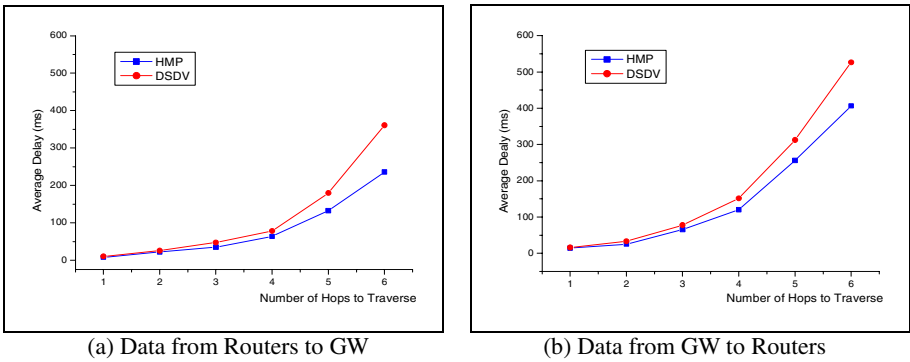 600
500
400
300
200
100
0
Average Delay (ms)
HMP
DSDV
1 2 3 4 5 6
Number of Hops to Traverse
(a) Data from Routers to GW
600
500
400
300
200
100
0
Average Dealy (ms)
HMP
DSDV
1 2 3 4 5 6
Number of Hops to Traverse
(b) Data from GW to Routers